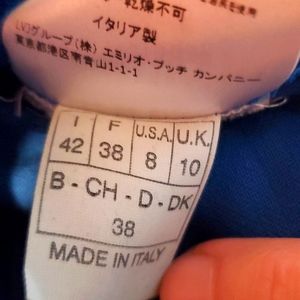 乾燥不可
イタリア製
LVJグループ(株) エミリオ・プッチ カンパニー
東京都港区南青山1-1-1
I F U.S.A. U.K.
42 38 8 10
B - CH - D - DK
38
MADE IN ITALY